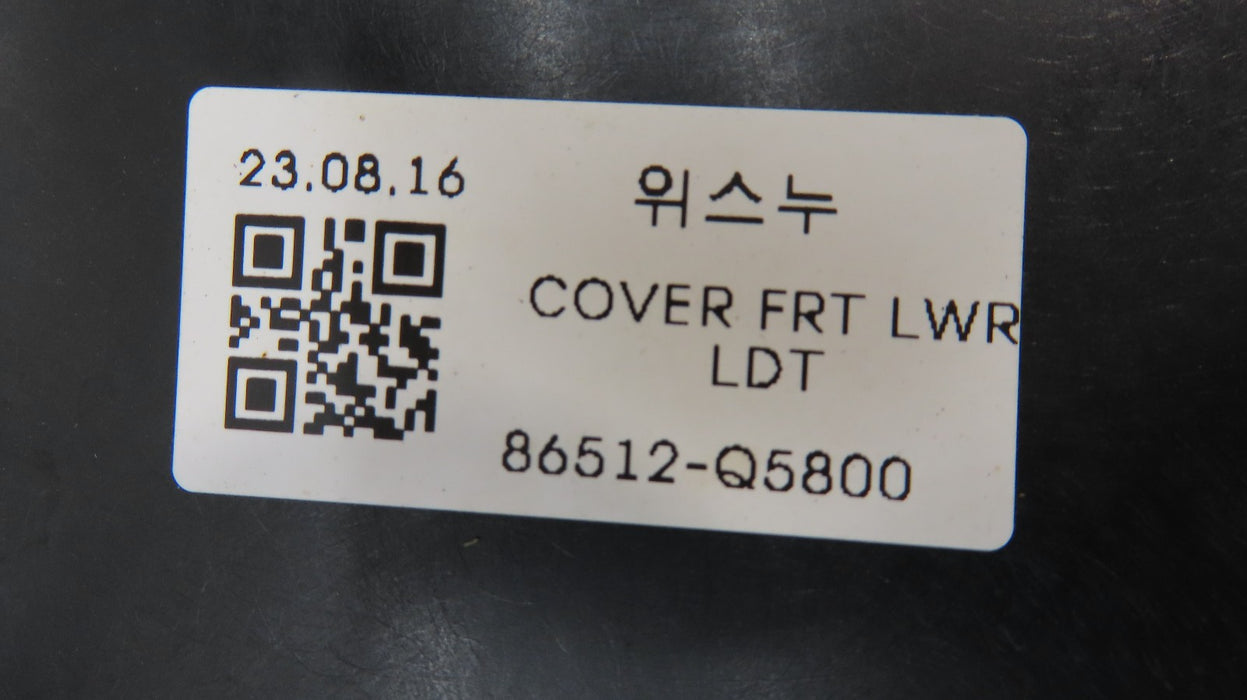 23.08.16
위스누
COVER FRT LWR
LDT
86512-Q5800